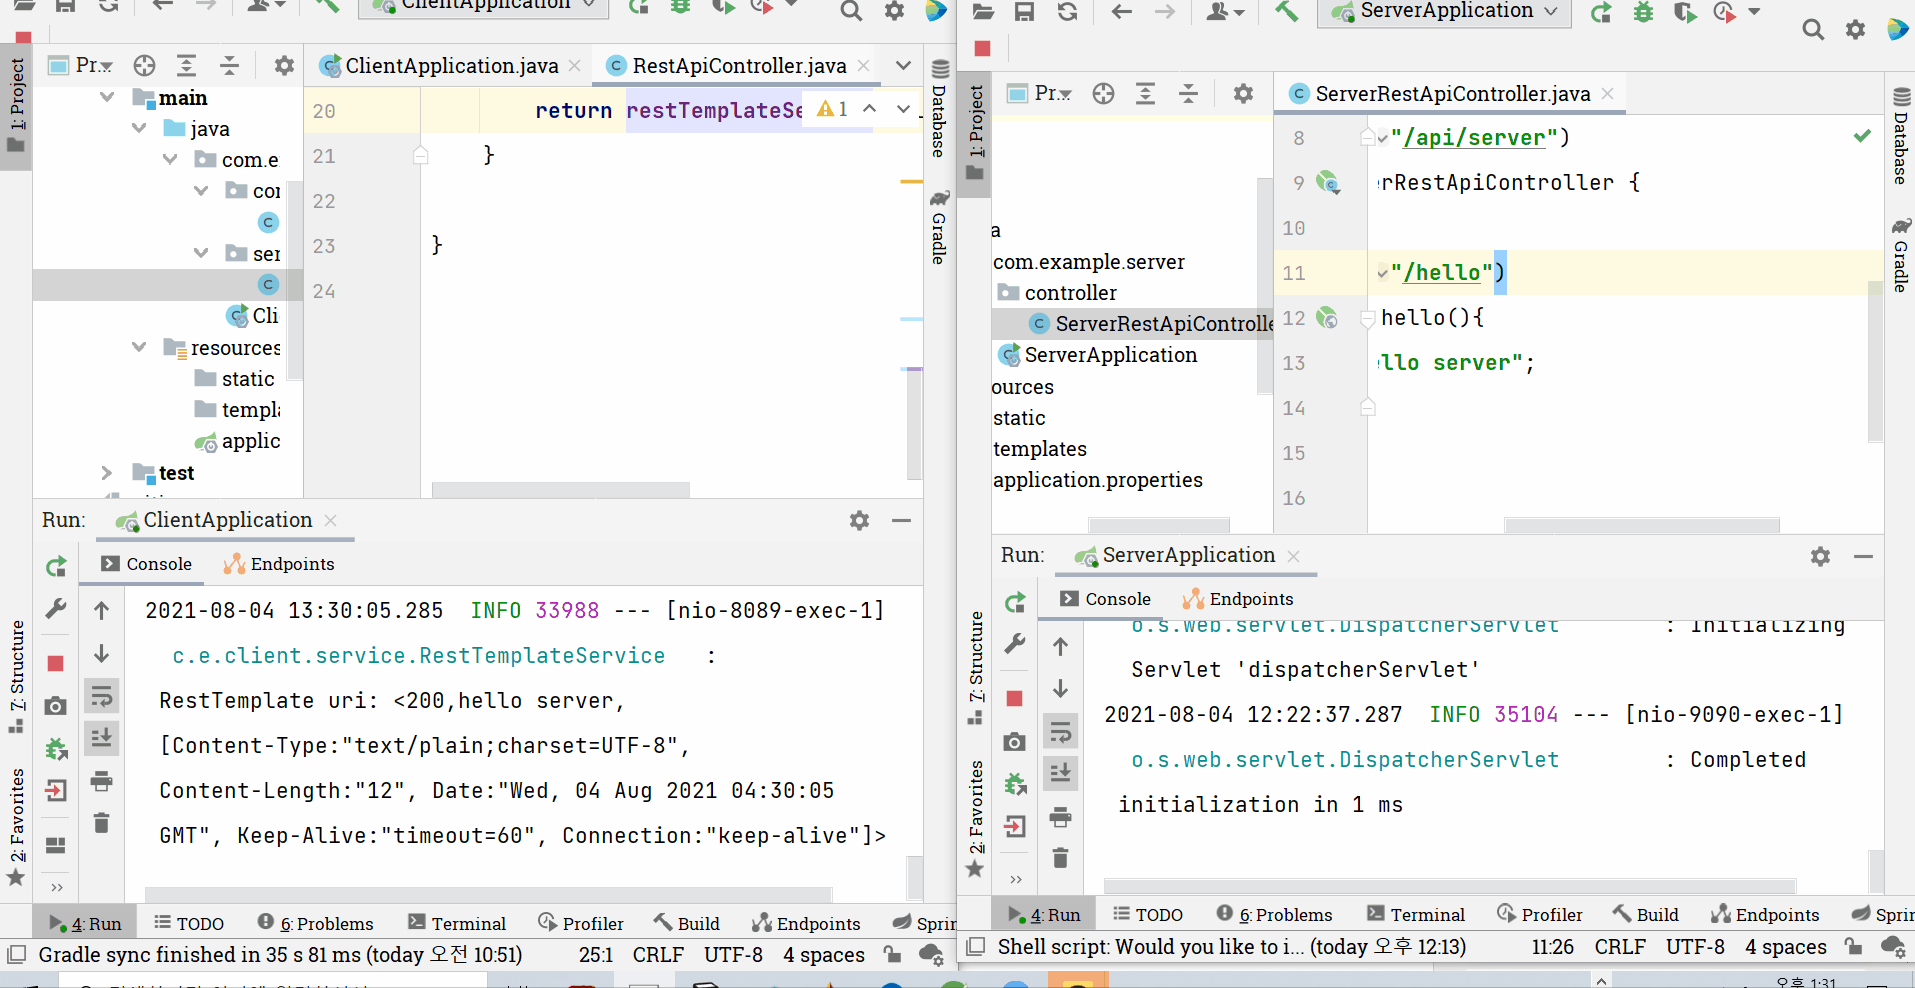 ClientApplication
1: Project
Pr...
ClientApplication.java
RestApiController.java
main
java
com.e
cor
ser
Cli
resources
static
templa
applic
test
20
return restTemplateSe
1
21
}
22
23
}
24
Database
Gradle
Run:
ClientApplication
Console
Endpoints
2021-08-04 13:30:05.285  INFO 33988 --- [nio-8089-exec-1]
c.e.client.service.RestTemplateService   :
RestTemplate uri: <200,hello server,
[Content-Type:"text/plain;charset=UTF-8",
Content-Length:"12", Date:"Wed, 04 Aug 2021 04:30:05
GMT", Keep-Alive:"timeout=60", Connection:"keep-alive"]>
7: Structure
2: Favorites
4: Run
TODO
6: Problems
Terminal
Profiler
Build
Endpoints
Sprin
Gradle sync finished in 35 s 81 ms (today 오전 10:51)
25:1
CRLF
UTF-8
4 spaces
ServerApplication
1: Project
Pr...
ServerRestApiController.java
a
com.example.server
controller
ServerRestApiControlle
ServerApplication
ources
static
templates
application.properties
8
"/api/server")
9
erRestApiController {
10
11
"/hello")
12
hello(){
13
ello server";
14
15
16
Database
Gradle
Run:
ServerApplication
Console
Endpoints
o.s.web.servlet.DispatcherServlet        : Initializing
Servlet 'dispatcherServlet'
2021-08-04 12:22:37.287  INFO 35104 --- [nio-9090-exec-1]
o.s.web.servlet.DispatcherServlet        : Completed
initialization in 1 ms
7: Structure
2: Favorites
4: Run
TODO
6: Problems
Terminal
Profiler
Build
Endpoints
Sprin
Shell script: Would you like to i... (today 오후 12:13)
11:26
CRLF
UTF-8
4 spaces
오후 1:31